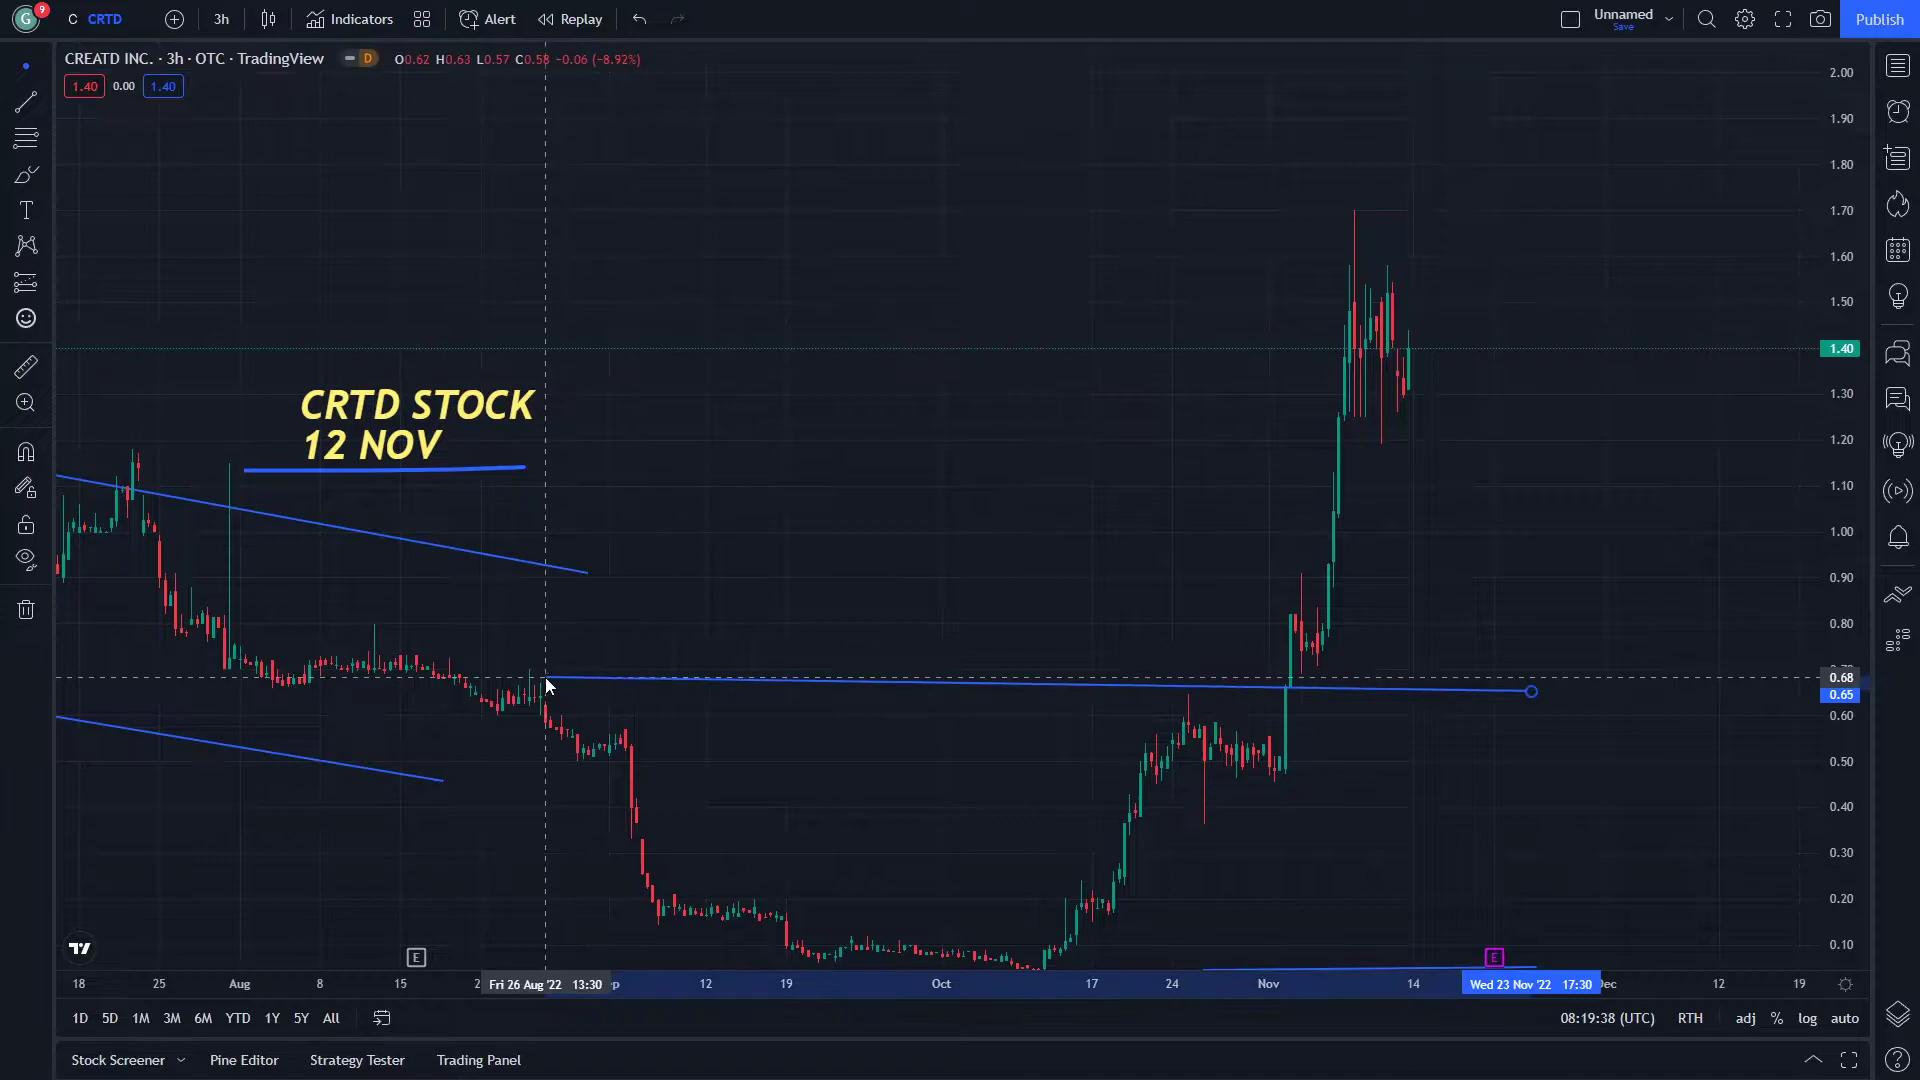 G 9 C CRTD 3h Indicators Alert Replay Unnamed Save Publish
CREATD INC. · 3h · OTC · TradingView D O0.62 H0.63 L0.57 C0.58 −0.06 (−8.92%)
1.40 0.00 1.40
2.00
1.90
1.80
1.70
1.60
1.50
1.40
1.30
CRTD STOCK
12 NOV
1.20
1.10
1.00
0.90
0.80
0.68
0.65
0.60
0.50
0.40
0.30
0.20
0.10
E E
18 25 Aug 8 15 Fri 26 Aug '22 13:30 12 19 Oct 17 24 Nov 14 Wed 23 Nov '22 17:30 12 19
1D 5D 1M 3M 6M YTD 1Y 5Y All 08:19:38 (UTC) RTH adj % log auto
Stock Screener Pine Editor Strategy Tester Trading Panel